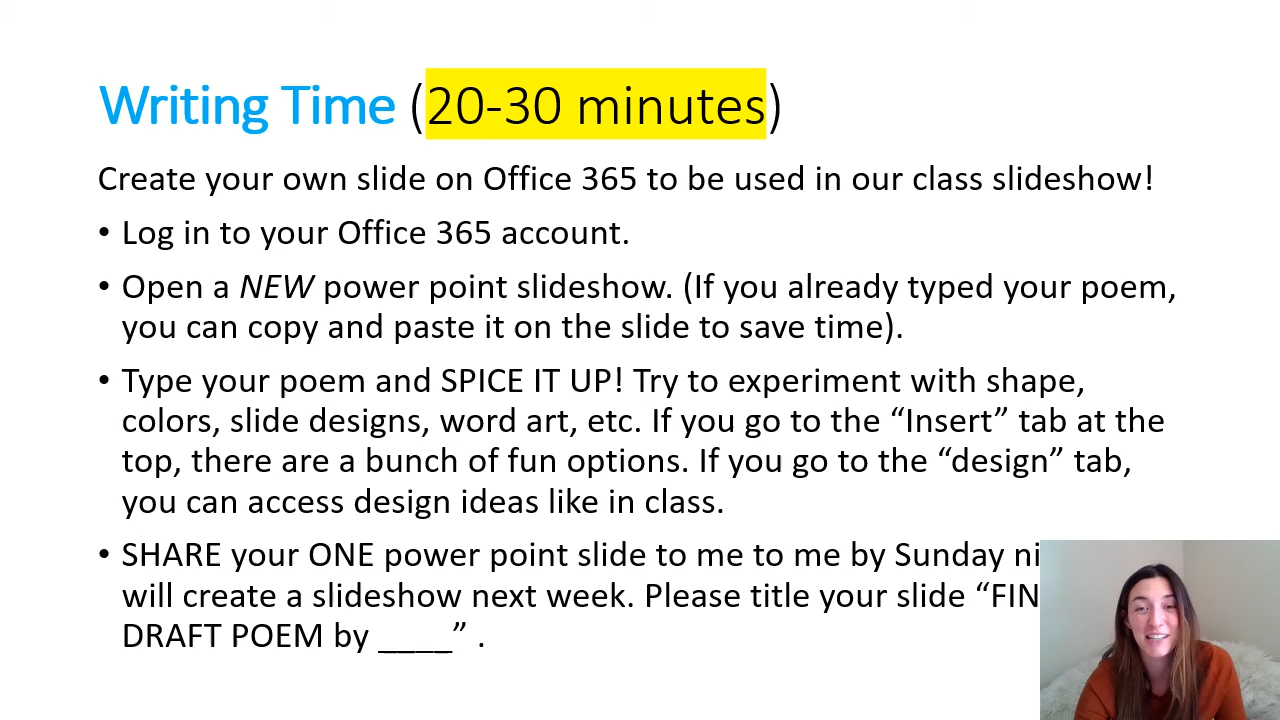 Writing Time (20-30 minutes)
Create your own slide on Office 365 to be used in our class slideshow!
• Log in to your Office 365 account.
• Open a NEW power point slideshow. (If you already typed your poem,
you can copy and paste it on the slide to save time).
• Type your poem and SPICE IT UP! Try to experiment with shape,
colors, slide designs, word art, etc. If you go to the “Insert” tab at the
top, there are a bunch of fun options. If you go to the “design” tab,
you can access design ideas like in class.
• SHARE your ONE power point slide to me to me by Sunday
will create a slideshow next week. Please title your slide
DRAFT POEM by ____” .